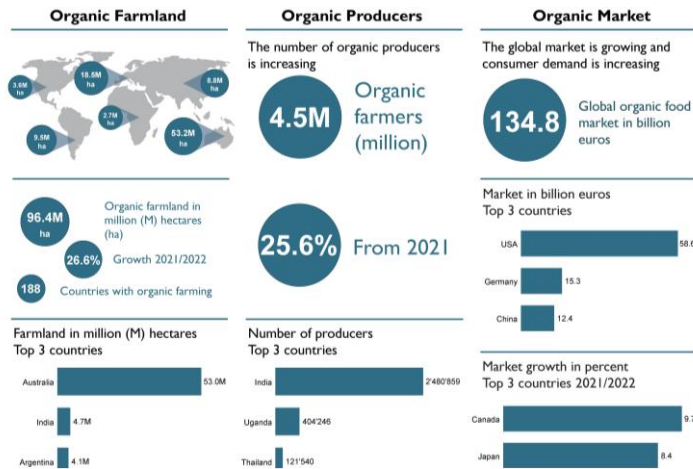 Organic Farmland
3.6M
ha
18.5M
ha
8.8M
ha
2.7M
ha
9.5M
ha
53.2M
ha
96.4M
ha
Organic farmland in
million (M) hectares
(ha)
26.6%
Growth 2021/2022
188
Countries with organic farming
Farmland in million (M) hectares
Top 3 countries
Australia
53.0M
India
4.7M
Argentina
4.1M
Organic Producers
The number of organic producers
is increasing
4.5M
Organic
farmers
(million)
25.6%
From 2021
Number of producers
Top 3 countries
India
2'480'859
Uganda
404'246
Thailand
121'540
Organic Market
The global market is growing and
consumer demand is increasing
134.8
Global organic food
market in billion
euros
Market in billion euros
Top 3 countries
USA
58.6
Germany
15.3
China
12.4
Market growth in percent
Top 3 countries 2021/2022
Canada
9.7
Japan
8.4